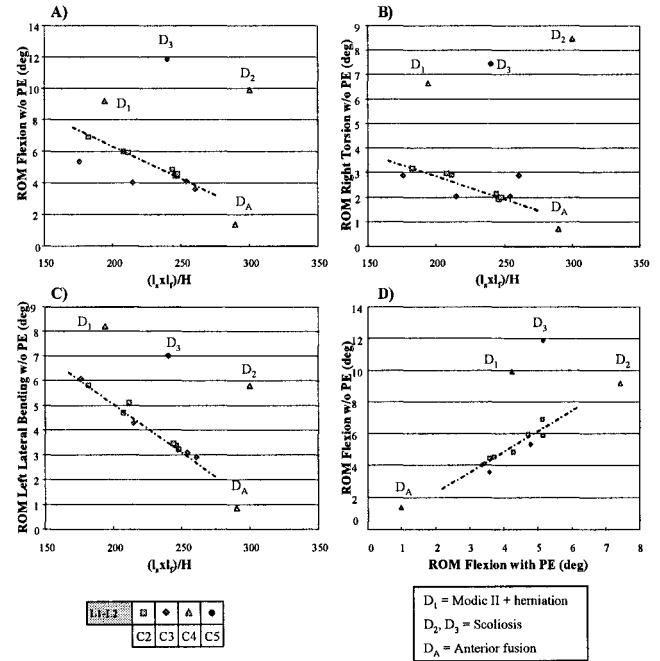 A)
ROM Flexion w/o PE (deg)
14
12
10
8
6
4
2
0
D3
D2
D1
DA
150
200
250
300
350
(lsxlf)/H
B)
ROM Right Torsion w/o PE (deg)
9
8
7
6
5
4
3
2
1
0
D2
D1
D3
DA
150
200
250
300
350
(lsxlf)/H
C)
ROM Left Lateral Bending w/o PE (deg)
9
8
7
6
5
4
3
2
1
0
D1
D3
D2
DA
150
200
250
300
350
(lsxlf)/H
D)
ROM Flexion w/o PE (deg)
14
12
10
8
6
4
2
0
D3
D1
D2
DA
0
1
2
3
4
5
6
7
8
ROM Flexion with PE (deg)
L1-L2
C2
C3
C4
C5
D1 = Modic II + herniation
D2, D3 = Scoliosis
DA = Anterior fusion